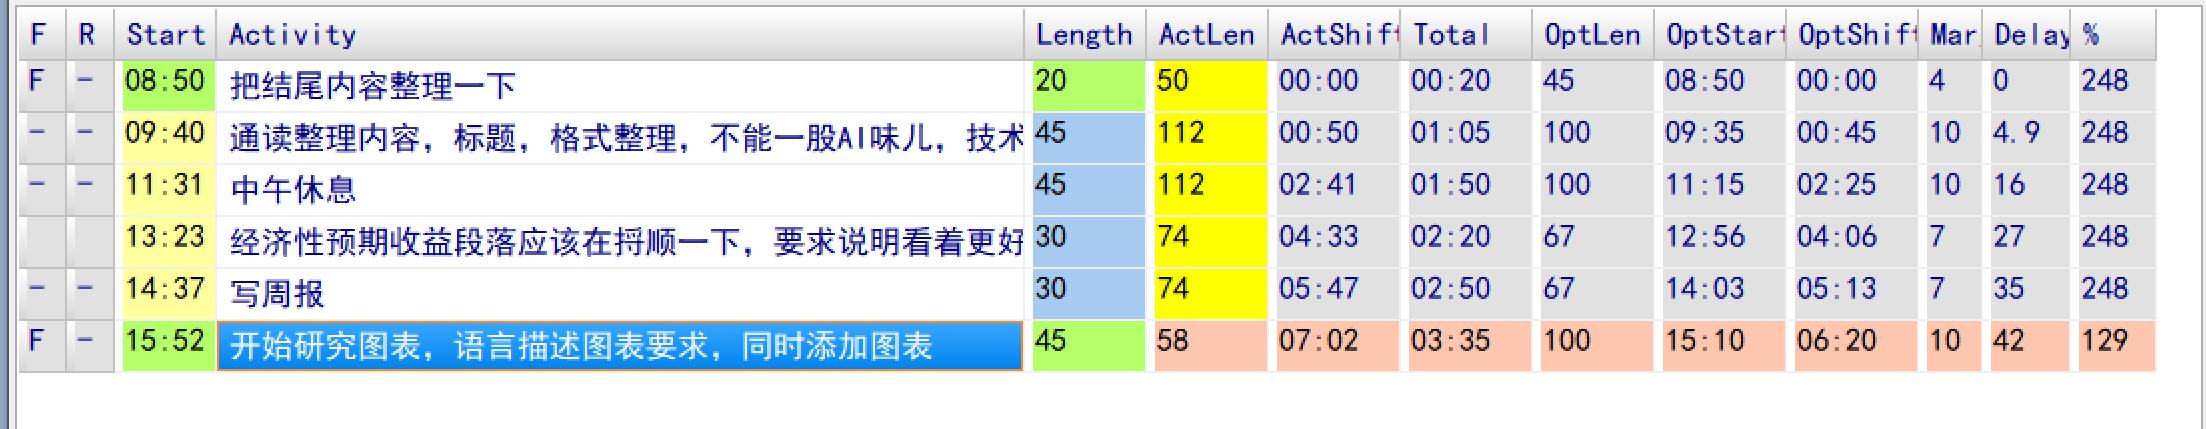 F R Start Activity Length ActLen ActShift Total OptLen OptStart OptShift Mar Delay %
F - 08:50 把结尾内容整理一下 20 50 00:00 00:20 45 08:50 00:00 4 0 248
- - 09:40 通读整理内容，标题，格式整理，不能一股AI味儿，技术 45 112 00:50 01:05 100 09:35 00:45 10 4.9 248
- - 11:31 中午休息 45 112 02:41 01:50 100 11:15 02:25 10 16 248
13:23 经济性预期收益段落应该在捋顺一下，要求说明看着更好 30 74 04:33 02:20 67 12:56 04:06 7 27 248
- - 14:37 写周报 30 74 05:47 02:50 67 14:03 05:13 7 35 248
F - 15:52 开始研究图表，语言描述图表要求，同时添加图表 45 58 07:02 03:35 100 15:10 06:20 10 42 129